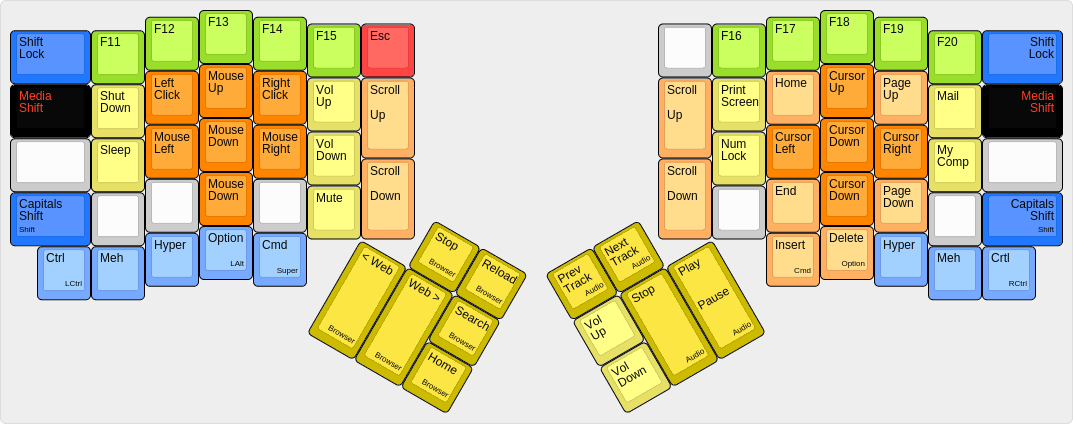 Shift
Lock
F11
F12
F13
F14
F15
Esc
F16
F17
F18
F19
F20
Shift
Lock
Media
Shift
Shut
Down
Left
Click
Mouse
Up
Right
Click
Vol
Up
Scroll
Up
Scroll
Up
Print
Screen
Home
Cursor
Up
Page
Up
Mail
Media
Shift
Sleep
Mouse
Left
Mouse
Down
Mouse
Right
Vol
Down
Num
Lock
Cursor
Left
Cursor
Down
Cursor
Right
My
Comp
Capitals
Shift
Shift
Mouse
Down
Mute
Scroll
Down
Scroll
Down
End
Cursor
Down
Page
Down
Capitals
Shift
Shift
Ctrl
LCtrl
Meh
Hyper
Option
LAlt
Cmd
Super
Insert
Cmd
Delete
Option
Hyper
Meh
Crtl
RCtrl
< Web
Browser
Stop
Browser
Reload
Browser
Web >
Browser
Search
Browser
Home
Browser
Prev
Track
Audio
Next
Track
Audio
Play
Pause
Audio
Stop
Audio
Vol
Up
Vol
Down